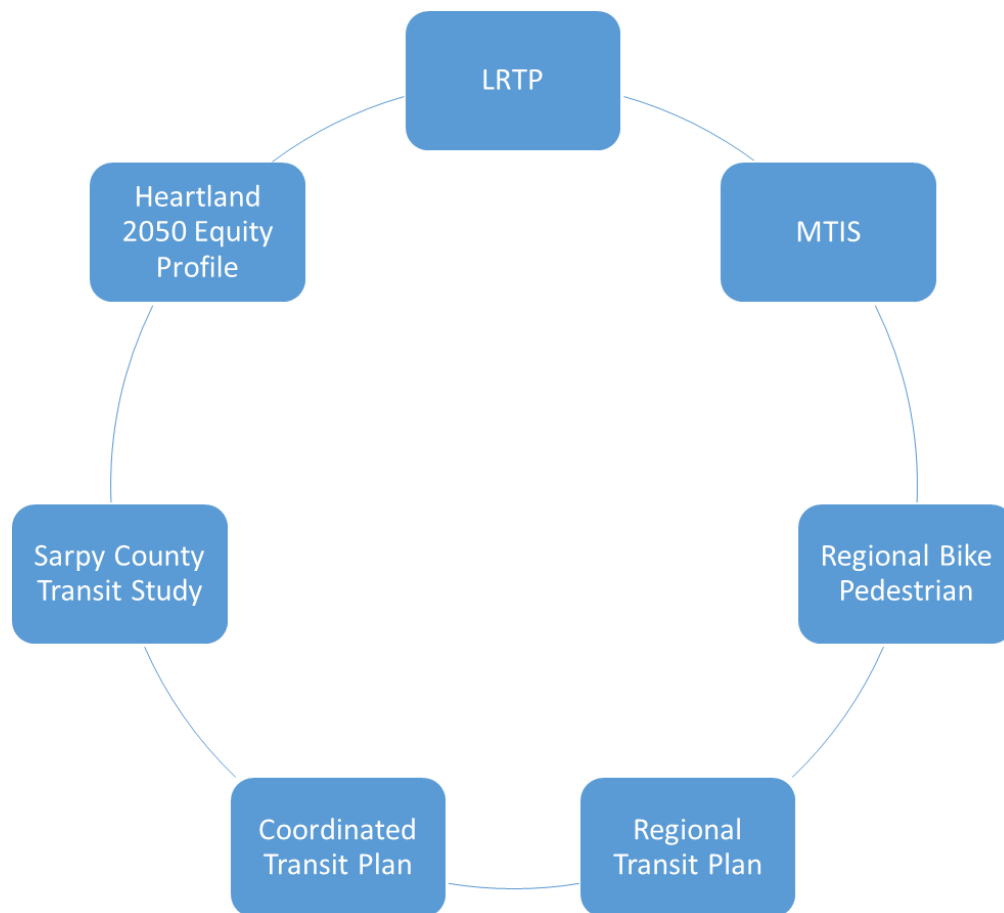 LRTP
MTIS
Regional Bike
Pedestrian
Regional
Transit Plan
Coordinated
Transit Plan
Sarpy County
Transit Study
Heartland
2050 Equity
Profile